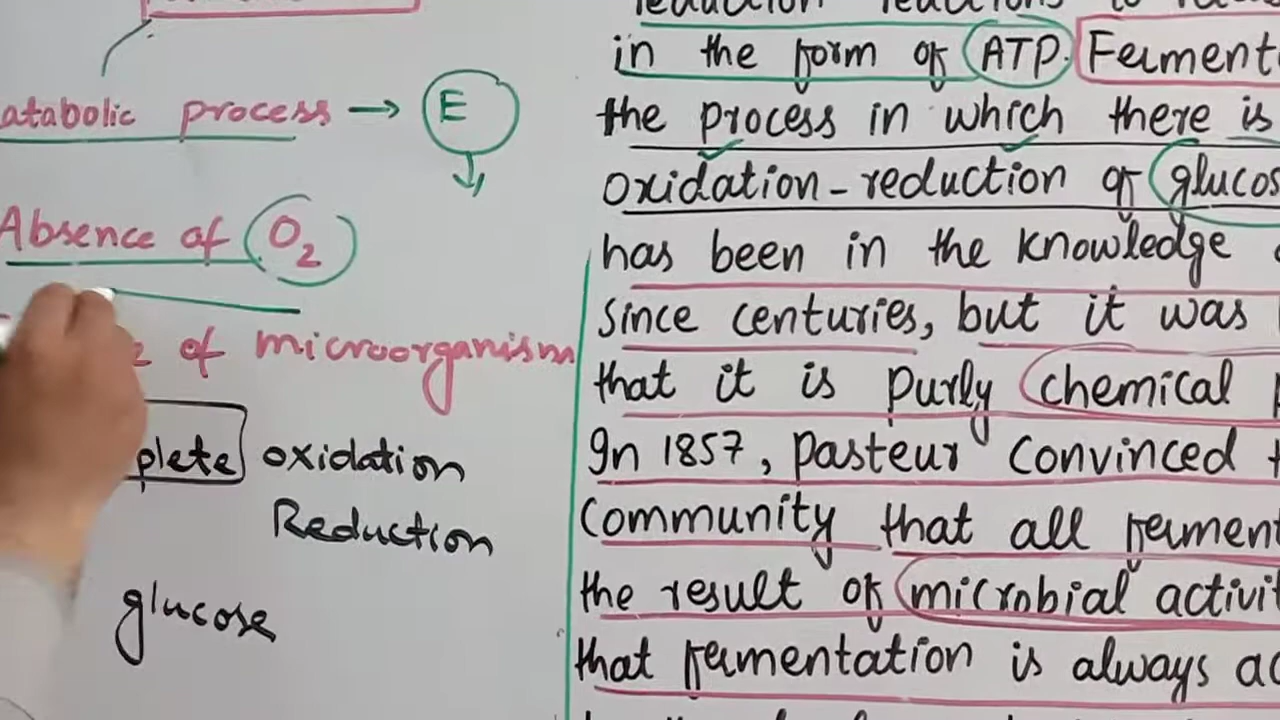 atabolic process → E
Absence of O2
of microorganism
plete oxidation
Reduction
glucose
in the form of ATP. Ferment
the process in which there is
oxidation-reduction of glucos
has been in the knowledge
since centuries, but it was
that it is purly chemical
In 1857, pasteur convinced
community that all ferment
the result of microbial activit
that fermentation is always ac